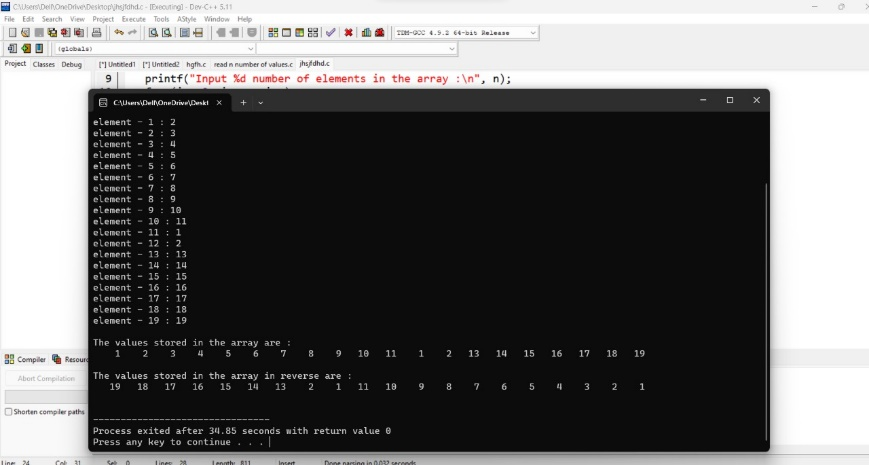 C:\Users\Dell\OneDrive\Desktop\jhsjfdhd.c - [Executing] - Dev-C++ 5.11
File Edit Search View Project Execute Tools AStyle Window Help
TDM-GCC 4.9.2 64-bit Release
(globals)
Project Classes Debug
[*] Untitled1 [*] Untitled2 hgfh.c read n number of values.c jhsjfdhd.c
9 printf("Input %d number of elements in the array :\n", n);
C:\Users\Dell\OneDrive\Deskt
element - 1 : 2
element - 2 : 3
element - 3 : 4
element - 4 : 5
element - 5 : 6
element - 6 : 7
element - 7 : 8
element - 8 : 9
element - 9 : 10
element - 10 : 11
element - 11 : 1
element - 12 : 2
element - 13 : 13
element - 14 : 14
element - 15 : 15
element - 16 : 16
element - 17 : 17
element - 18 : 18
element - 19 : 19
The values stored in the array are :
1 2 3 4 5 6 7 8 9 10 11 1 2 13 14 15 16 17 18 19
The values stored in the array in reverse are :
19 18 17 16 15 14 13 2 1 11 10 9 8 7 6 5 4 3 2 1
--------------------------------
Process exited after 34.85 seconds with return value 0
Press any key to continue . . .
Compiler Resour
Abort Compilation
Shorten compiler paths
Line: 24 Col: 31 Sel: 0 Lines: 28 Length: 811 Insert Done parsing in 0.032 seconds